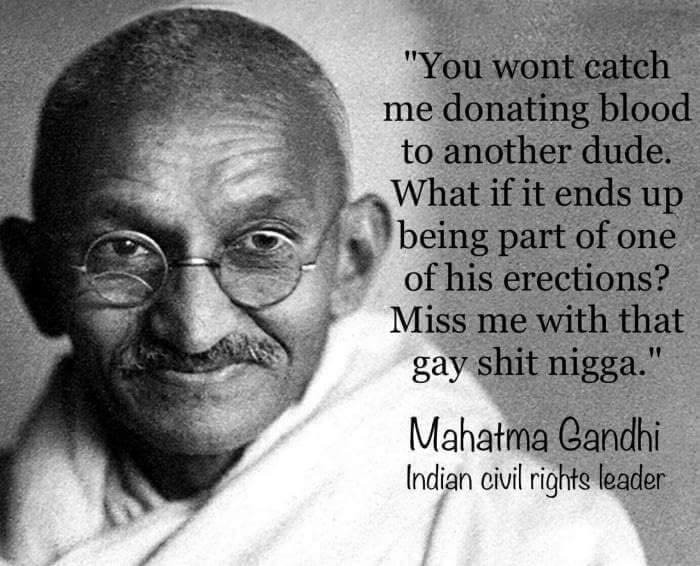 "You wont catch
me donating blood
to another dude.
What if it ends up
being part of one
of his erections?
Miss me with that
gay shit nigga."
Mahatma Gandhi
Indian civil rights leader